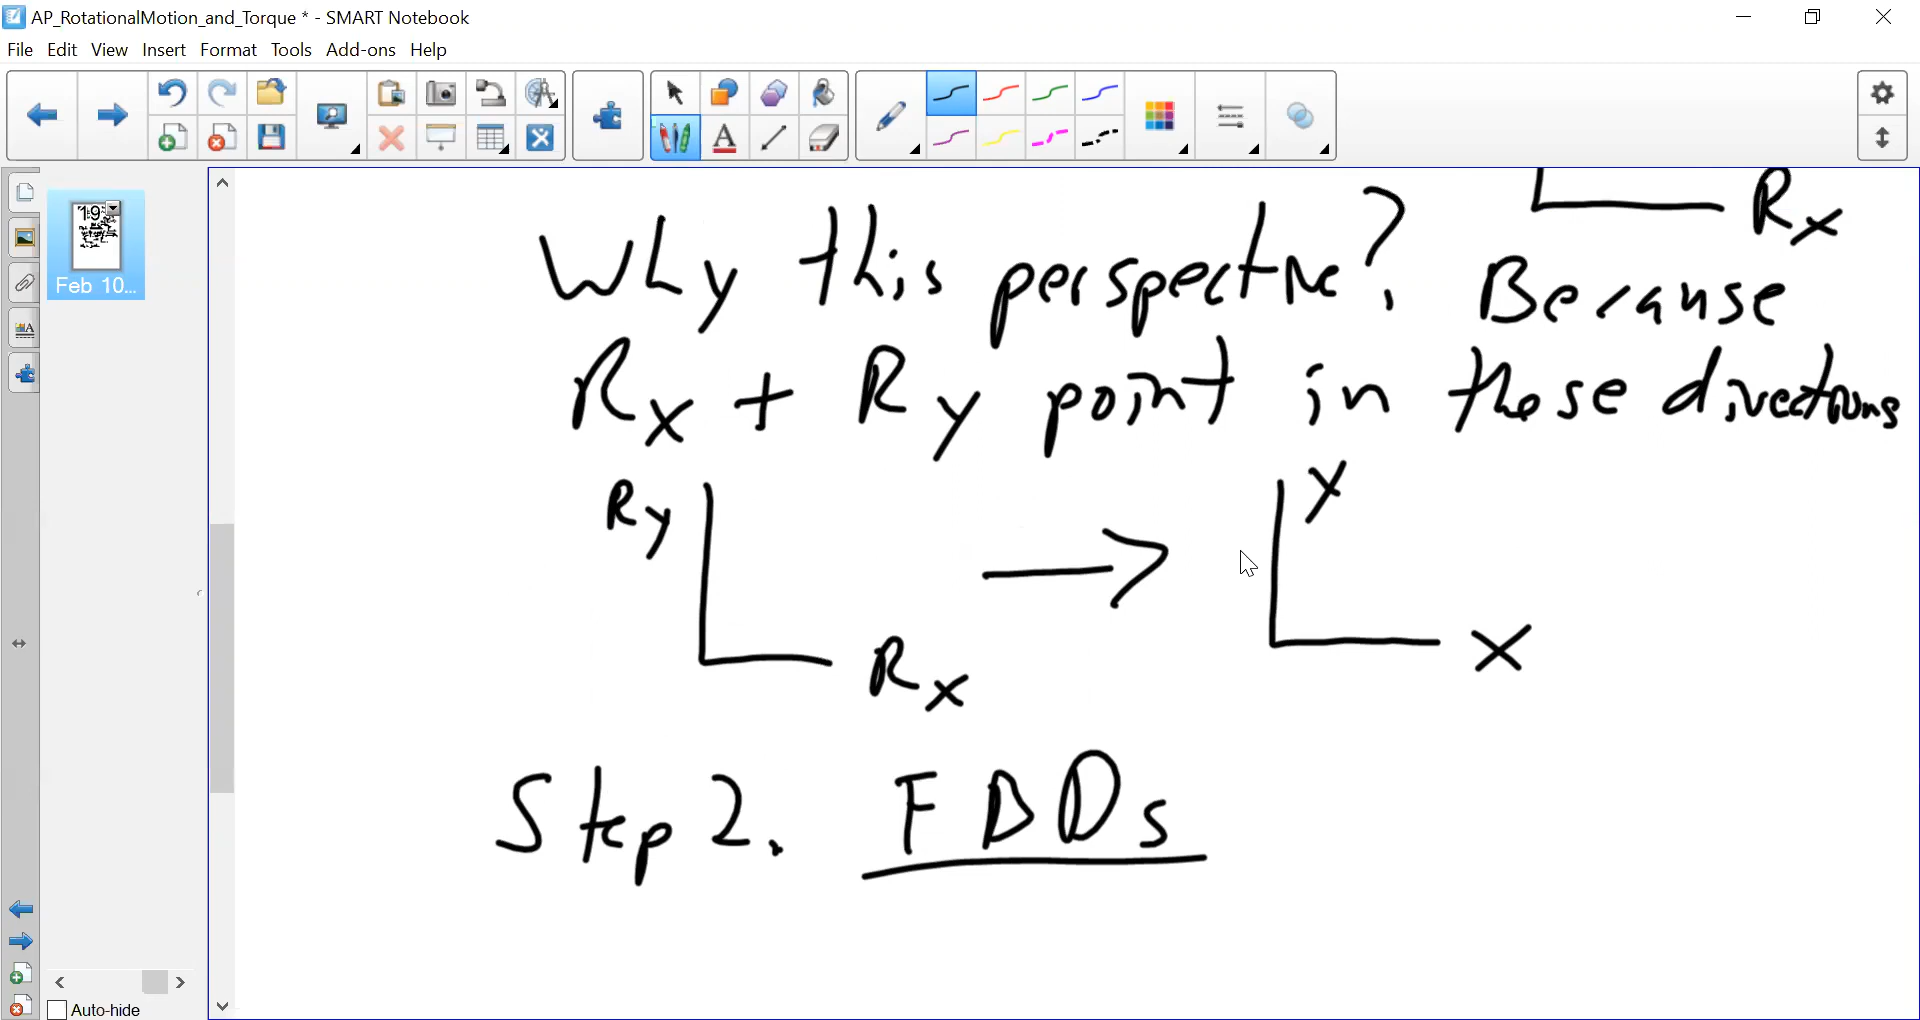 AP_RotationalMotion_and_Torque * - SMART Notebook
File Edit View Insert Format Tools Add-ons Help
Rx
Why this perspective? Because
Rx + Ry point in these directions
Ry
Y
Rx
X
Step 2. FBDs
Feb 10...
Auto-hide